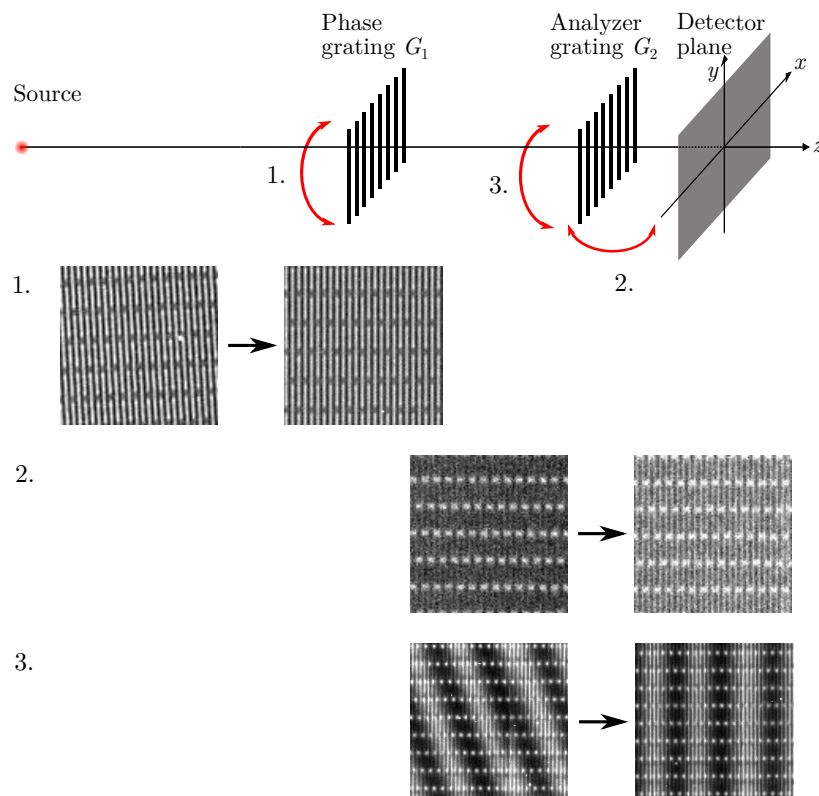 Phase
grating G₁
Analyzer
grating G₂
Detector
plane
Source
x
y
z
1.
3.
2.
1.
2.
3.